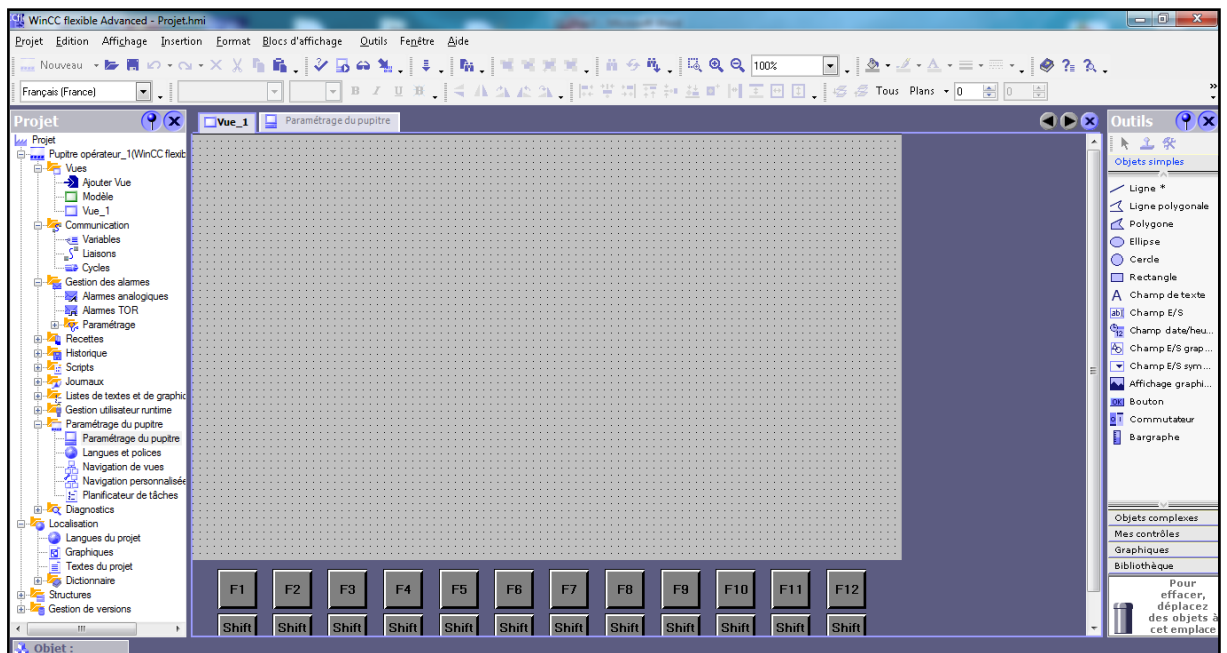 WinCC flexible Advanced - Projet.hmi
Projet Edition Affichage Insertion Format Blocs d'affichage Outils Fenêtre Aide
Nouveau 100%
Français (France) B I U B Tous Plans 0 0
Projet
Vue_1 Paramétrage du pupitre
Outils
Projet
Pupitre opérateur_1(WinCC flexib
Vues
Ajouter Vue
Modèle
Vue_1
Communication
Variables
Liaisons
Cycles
Gestion des alarmes
Alarmes analogiques
Alarmes TOR
Paramétrage
Recettes
Historique
Scripts
Journaux
Listes de textes et de graphic
Gestion utilisateur runtime
Paramétrage du pupitre
Paramétrage du pupitre
Langues et polices
Navigation de vues
Navigation personnalisée
Planificateur de tâches
Diagnostics
Localisation
Langues du projet
Graphiques
Textes du projet
Dictionnaire
Structures
Gestion de versions
F1 F2 F3 F4 F5 F6 F7 F8 F9 F10 F11 F12
Shift Shift Shift Shift Shift Shift Shift Shift Shift Shift Shift Shift
Objets simples
Ligne *
Ligne polygonale
Polygone
Ellipse
Cercle
Rectangle
A Champ de texte
ab Champ E/S
12 Champ date/heu...
Champ E/S grap...
Champ E/S sym...
Affichage graphi...
OK Bouton
0 1 Commutateur
Bargraphe
Objets complexes
Mes contrôles
Graphiques
Bibliothèque
Pour
effacer,
déplacez
des objets à
cet emplace
Objet :